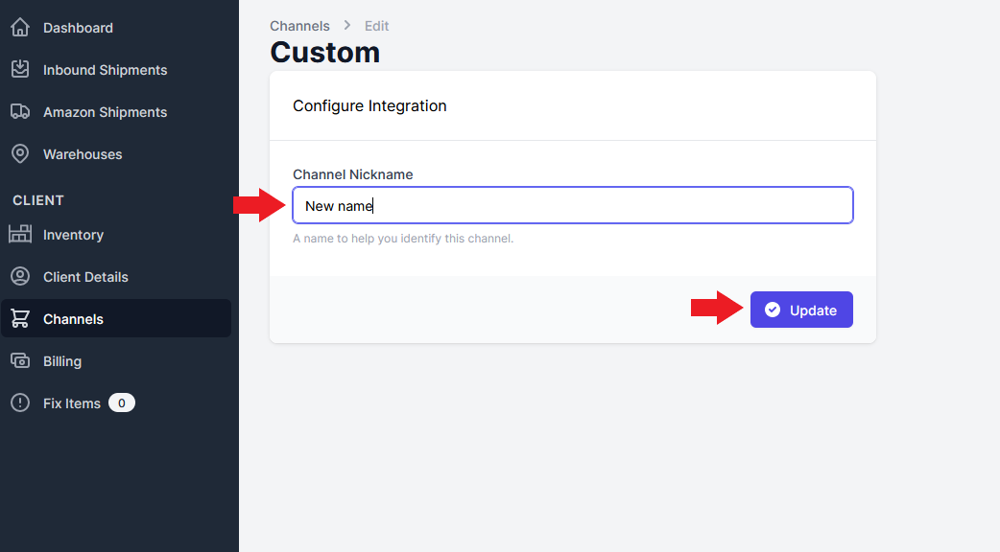 Dashboard
Inbound Shipments
Amazon Shipments
Warehouses
CLIENT
Inventory
Client Details
Channels
Billing
Fix Items 0
Channels > Edit
Custom
Configure Integration
Channel Nickname
New name
A name to help you identify this channel.
Update